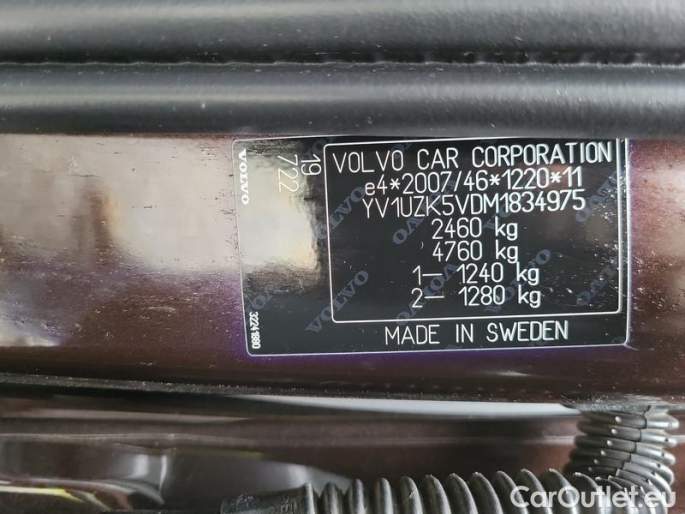 VOLVO
19
722
VOLVO CAR CORPORATION
e4*2007/46*1220*11
YV1UZK5VDM1834975
2460 kg
4760 kg
1— 1240 kg
2— 1280 kg
MADE IN SWEDEN
3241880
CarOutlet.eu